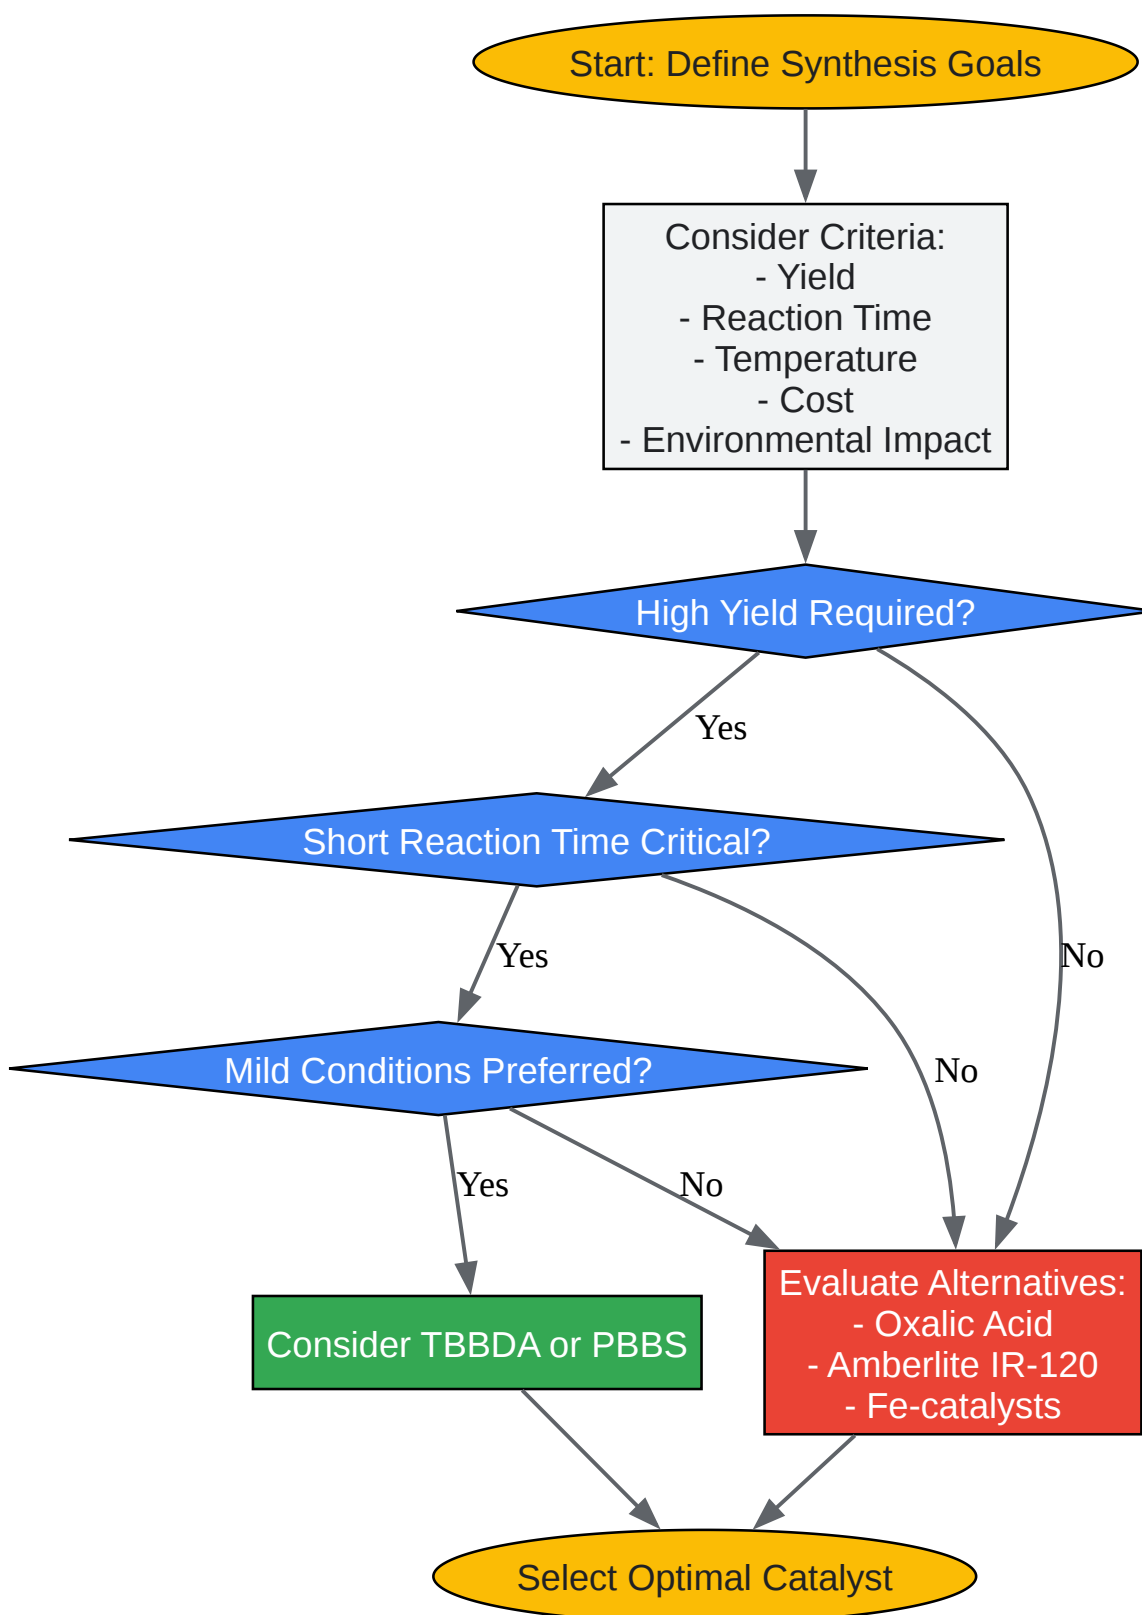 Start: Define Synthesis Goals
Consider Criteria:
- Yield
- Reaction Time
- Temperature
- Cost
- Environmental Impact
High Yield Required?
Yes
Short Reaction Time Critical?
Yes
No
Mild Conditions Preferred?
No
Yes
No
Evaluate Alternatives:
- Oxalic Acid
- Amberlite IR-120
- Fe-catalysts
Consider TBBDA or PBBS
Select Optimal Catalyst